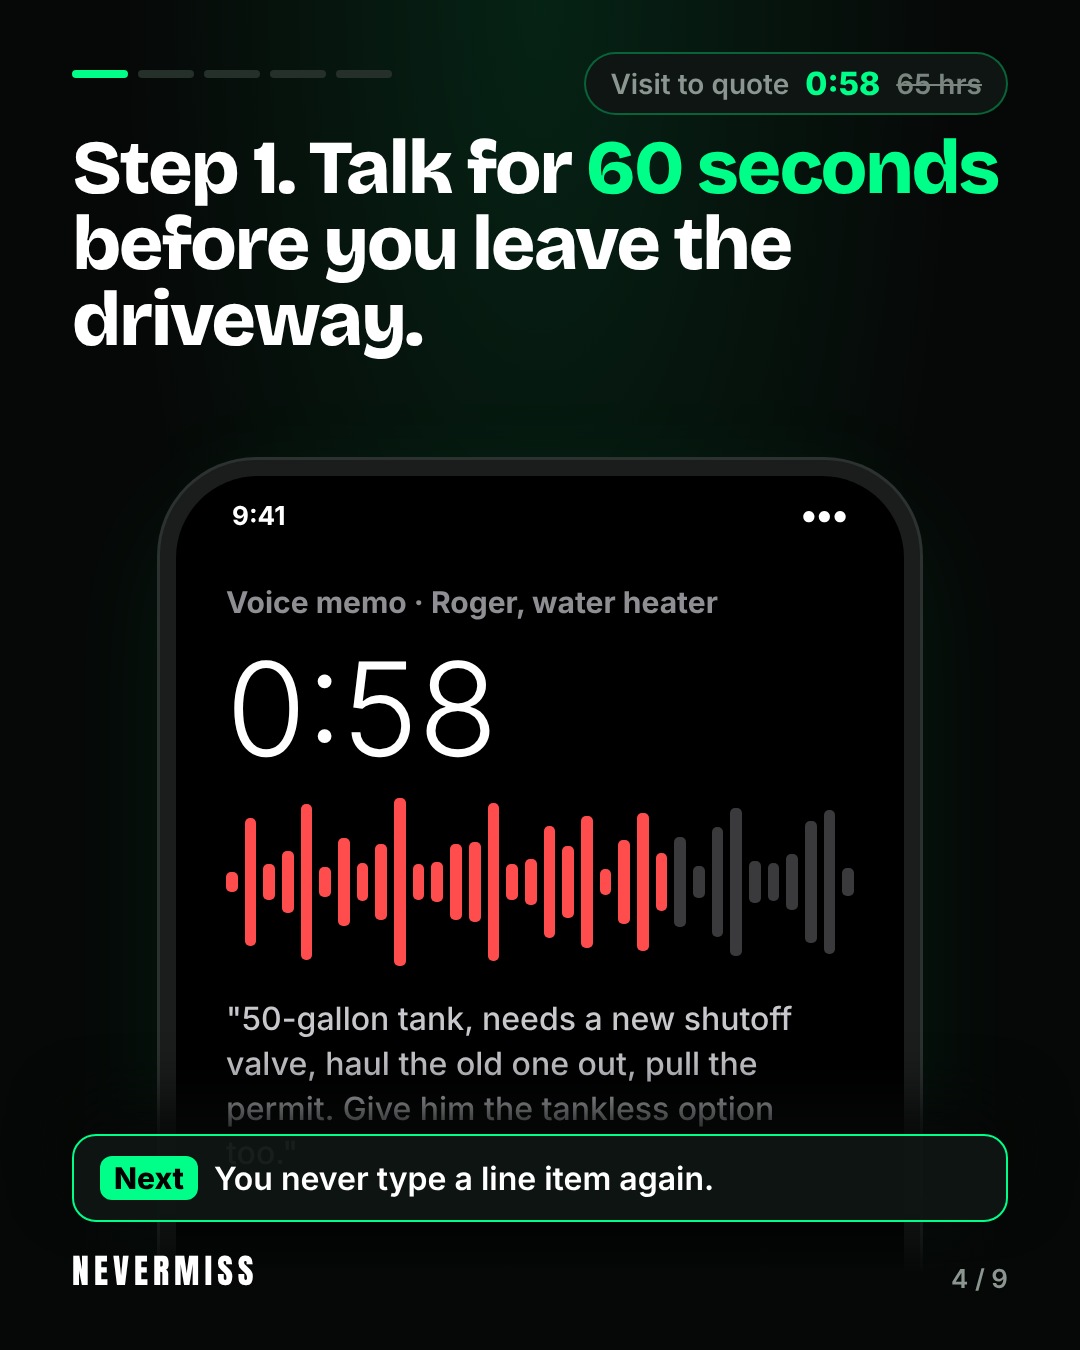 Visit to quote 0:58 65 hrs
Step 1. Talk for 60 seconds
before you leave the
driveway.
9:41
Voice memo · Roger, water heater
0:58
"50-gallon tank, needs a new shutoff
valve, haul the old one out, pull the
permit. Give him the tankless option
too."
Next You never type a line item again.
NEVERMISS
4 / 9